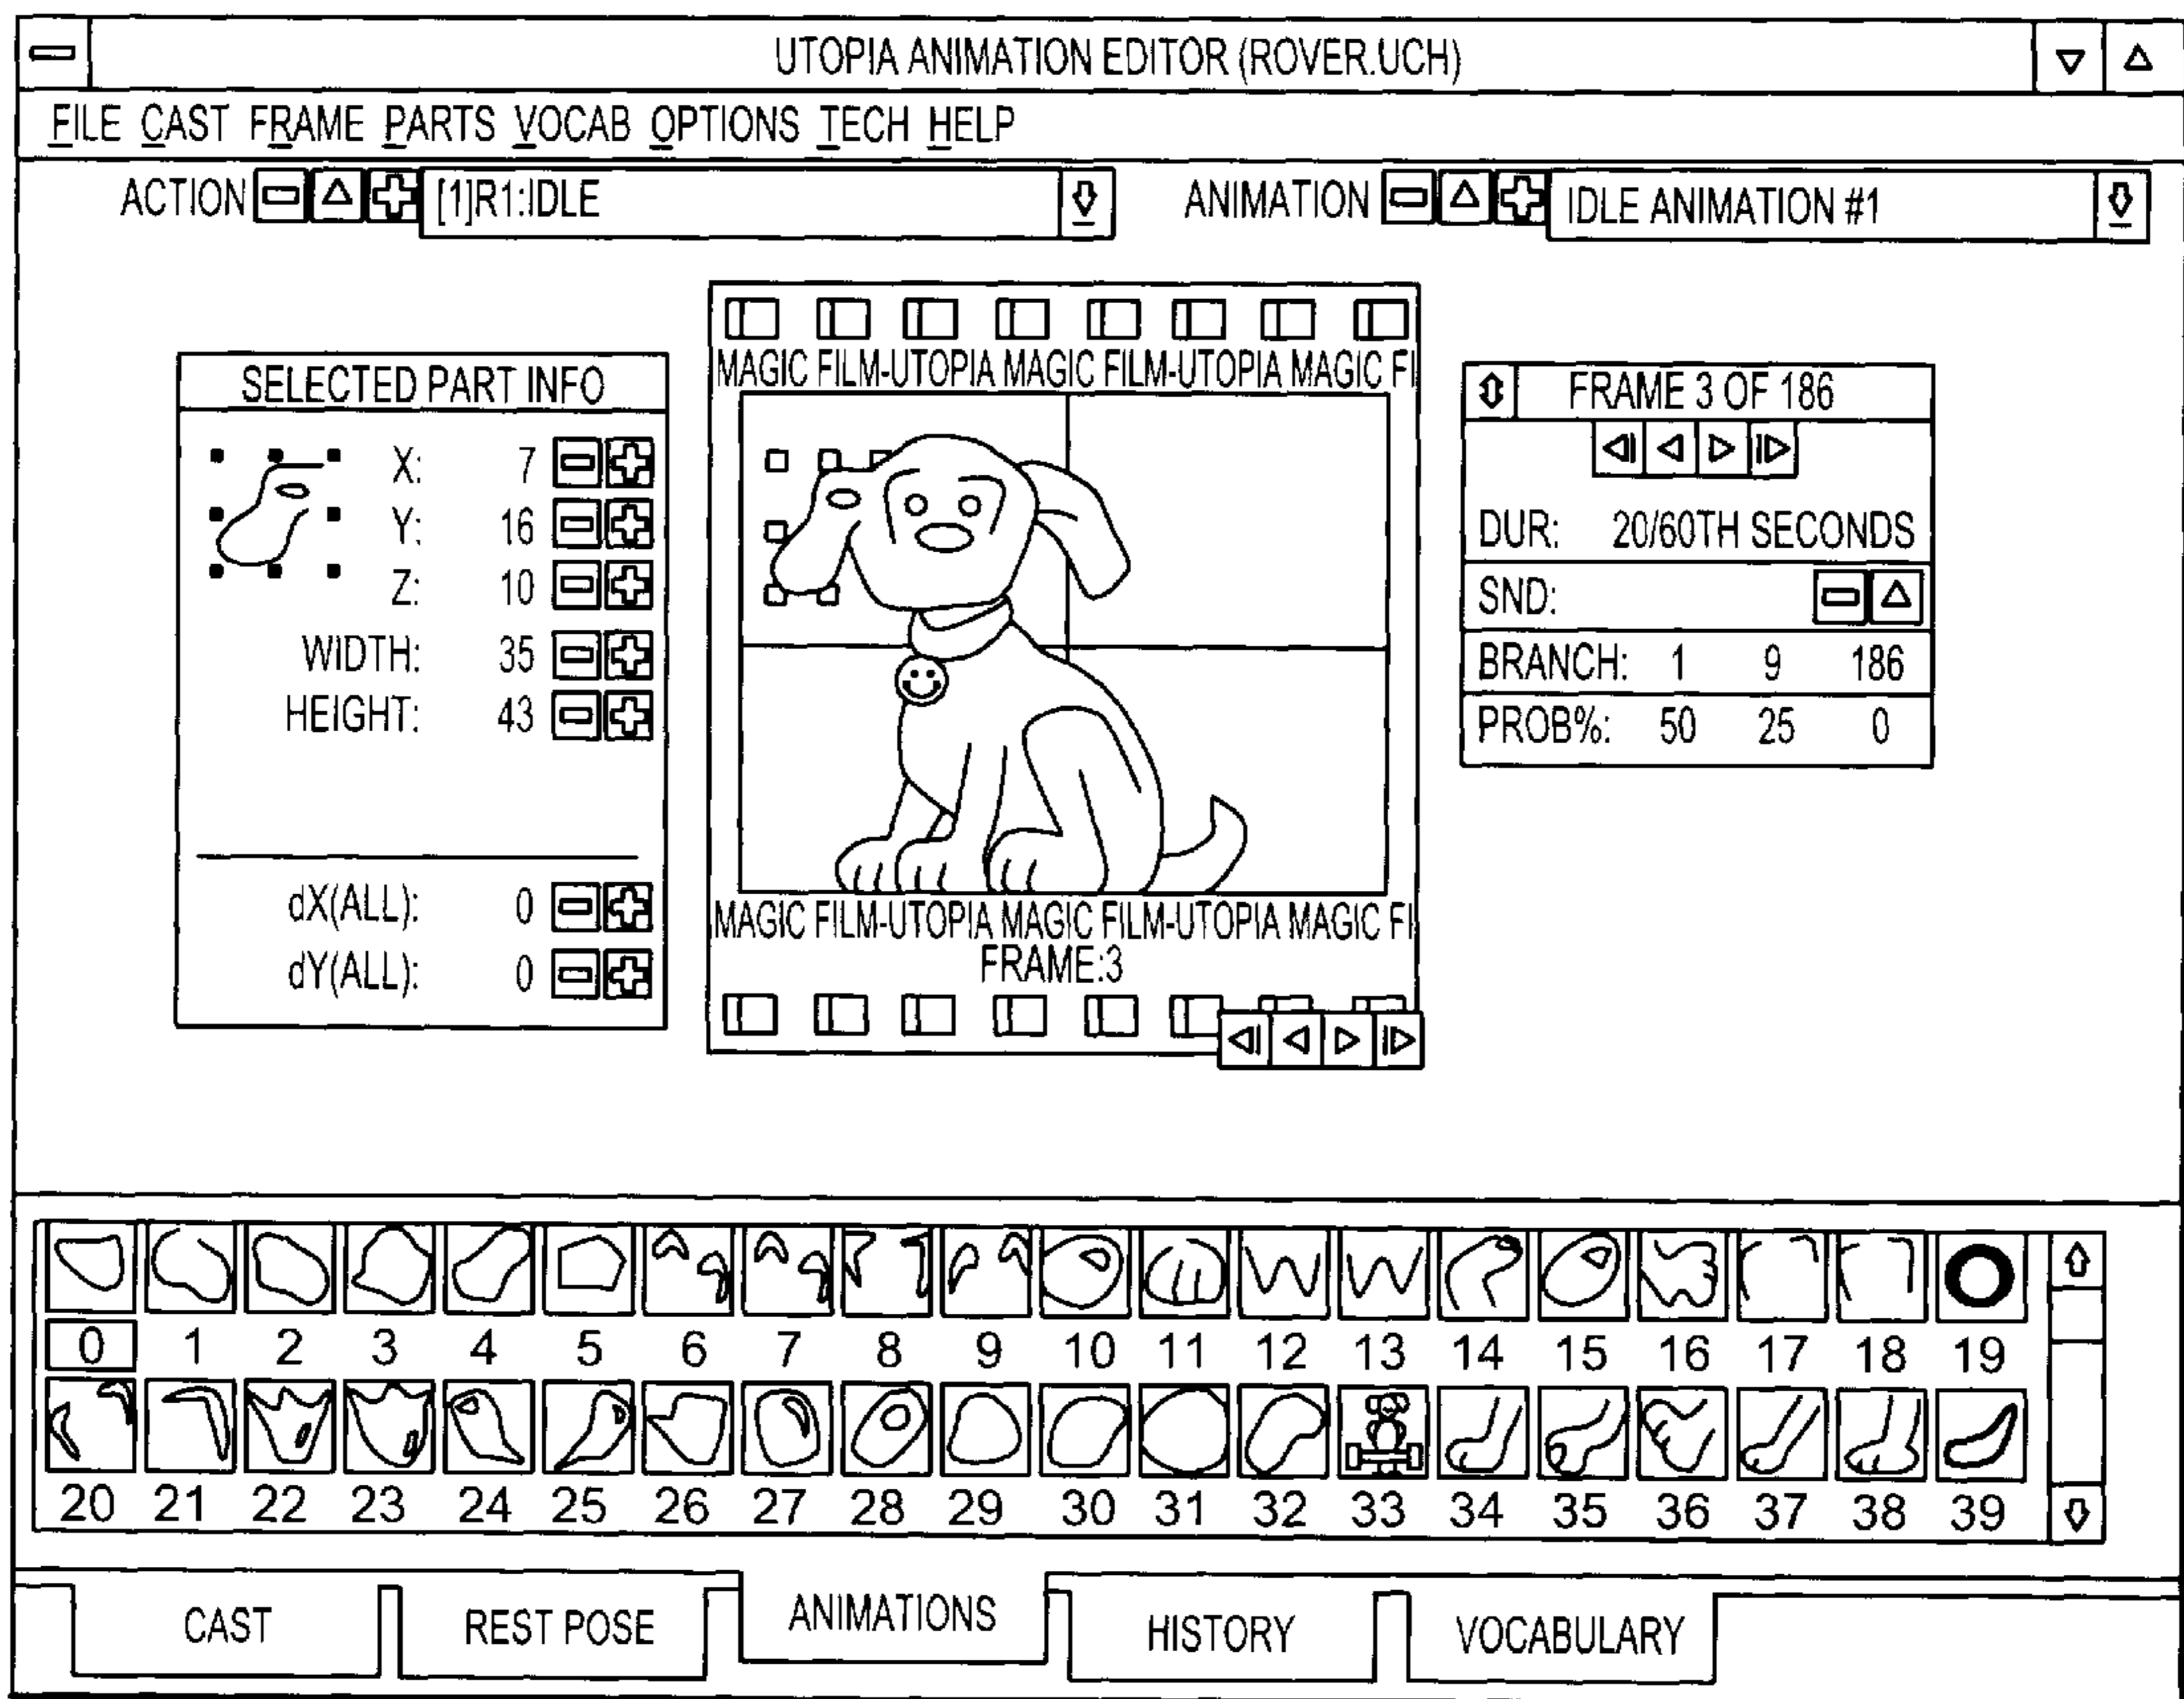 UTOPIA ANIMATION EDITOR (ROVER.UCH)
FILE CAST FRAME PARTS VOCAB OPTIONS TECH HELP
ACTION [1]R1:IDLE ANIMATION IDLE ANIMATION #1
SELECTED PART INFO
X: 7
Y: 16
Z: 10
WIDTH: 35
HEIGHT: 43
dX(ALL): 0
dY(ALL): 0
MAGIC FILM-UTOPIA MAGIC FILM-UTOPIA MAGIC FI
MAGIC FILM-UTOPIA MAGIC FILM-UTOPIA MAGIC FI
FRAME:3
FRAME 3 OF 186
DUR: 20/60TH SECONDS
SND:
BRANCH: 1 9 186
PROB%: 50 25 0
0 1 2 3 4 5 6 7 8 9 10 11 12 13 14 15 16 17 18 19
20 21 22 23 24 25 26 27 28 29 30 31 32 33 34 35 36 37 38 39
CAST REST POSE ANIMATIONS HISTORY VOCABULARY